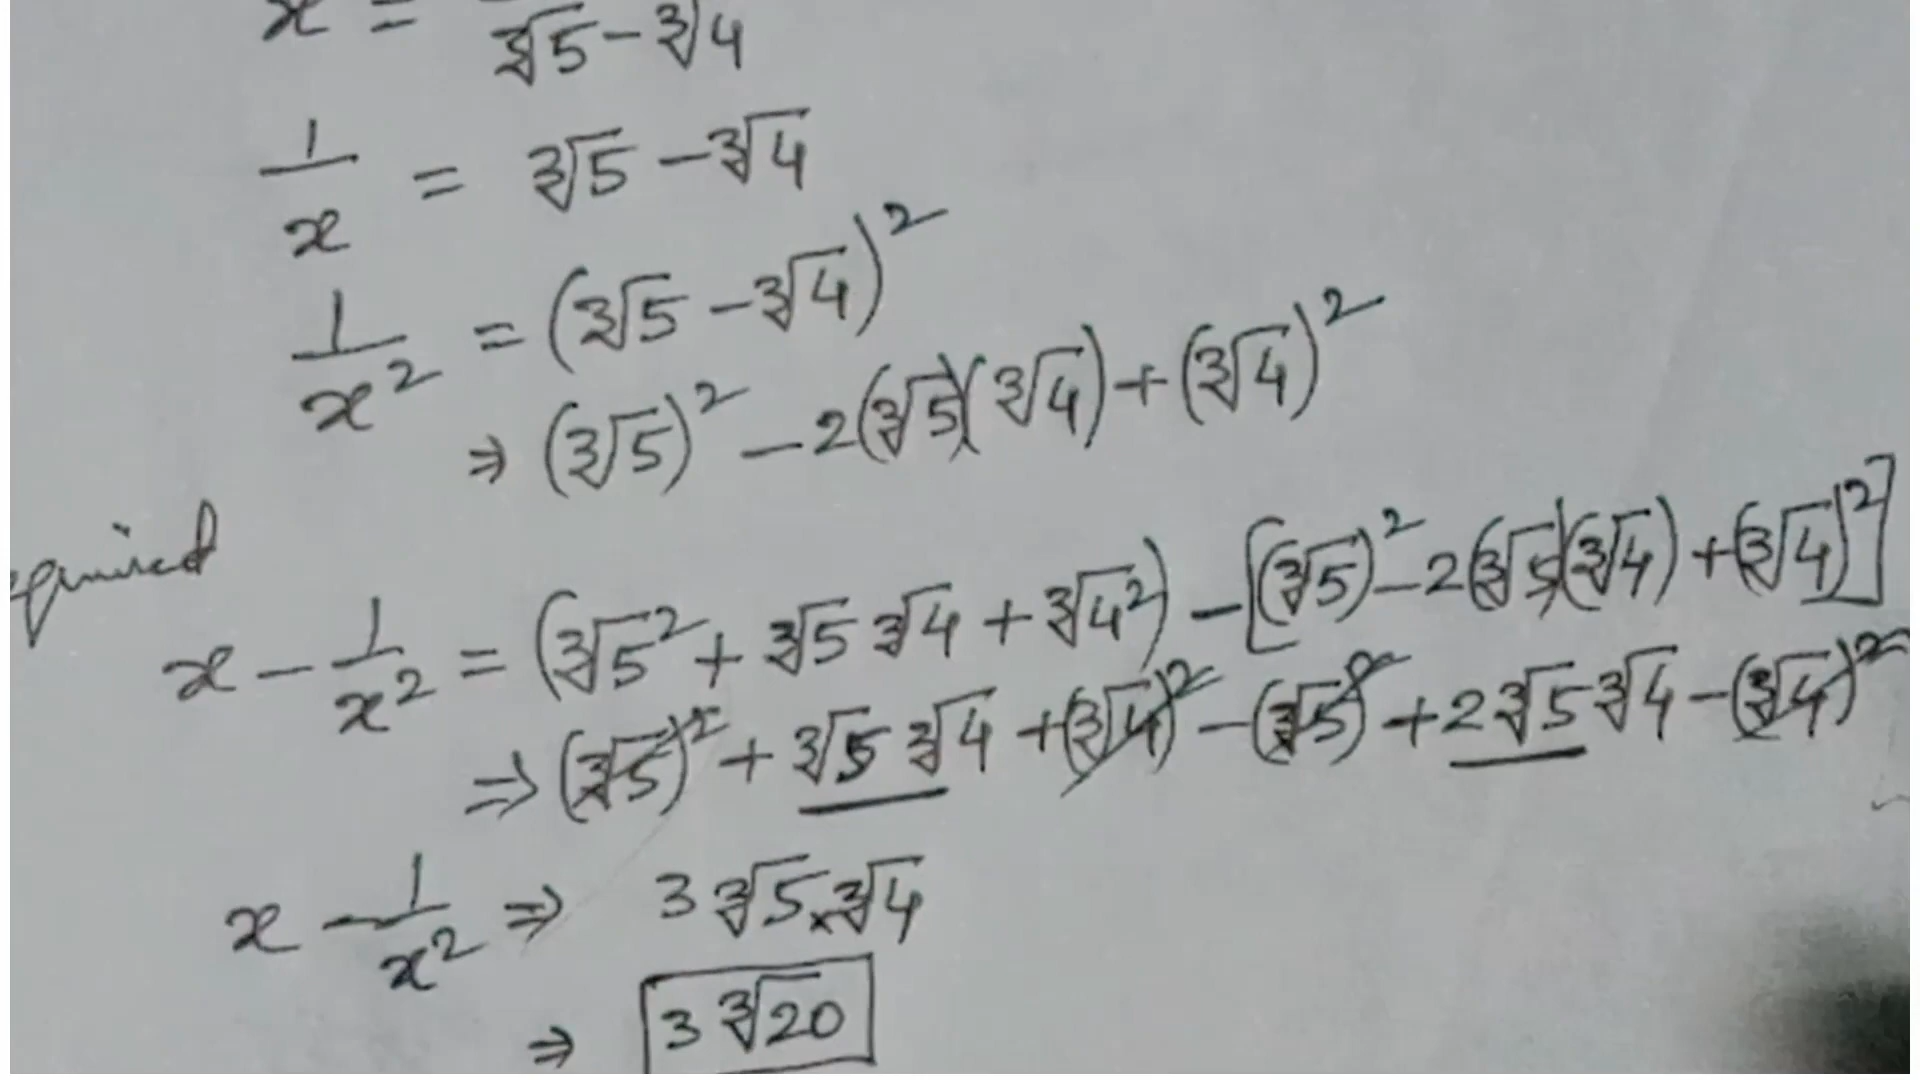 x = ∛5 - ∛4
1/x = ∛5 - ∛4
1/x² = (∛5 - ∛4)²
⇒ (∛5)² - 2(∛5)(∛4) + (∛4)²
x - 1/x² = (∛5² + ∛5 ∛4 + ∛4²) - [(∛5)² - 2(∛5)(∛4) + (∛4)²]
⇒ (∛5)² + ∛5 ∛4 + (∛4)² - (∛5)² + 2∛5 ∛4 - (∛4)²
x - 1/x² ⇒ 3 ∛5 × ∛4
⇒ 3 ∛20